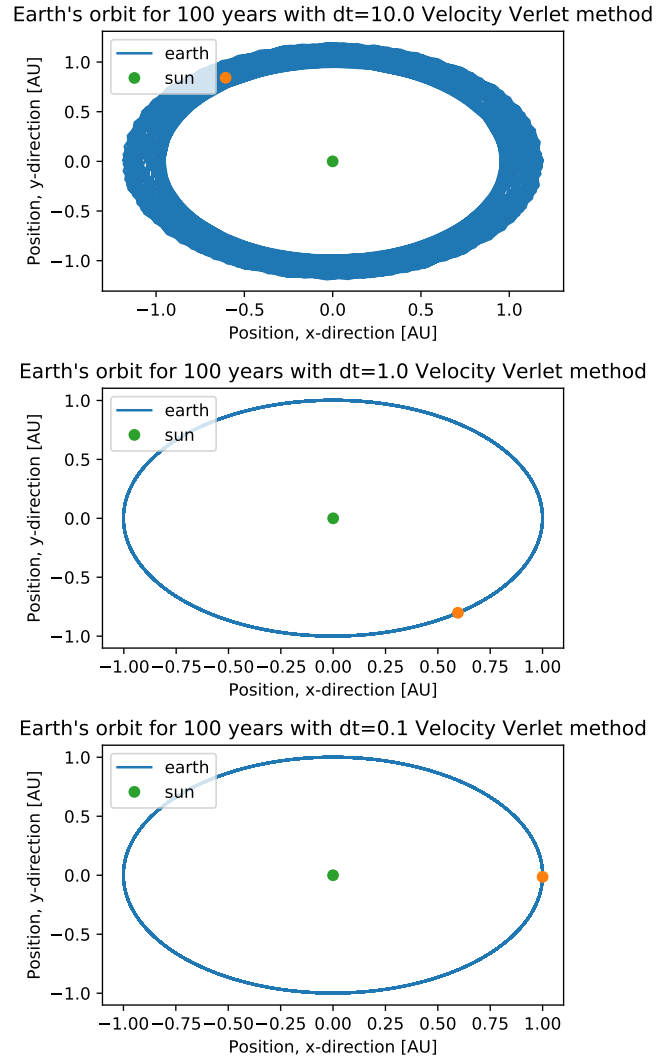 Earth's orbit for 100 years with dt=10.0 Velocity Verlet method
earth
sun
1.0
0.5
0.0
−0.5
−1.0
Position, y-direction [AU]
−1.0
−0.5
0.0
0.5
1.0
Position, x-direction [AU]
Earth's orbit for 100 years with dt=1.0 Velocity Verlet method
earth
sun
1.0
0.5
0.0
−0.5
−1.0
Position, y-direction [AU]
−1.00
−0.75
−0.50
−0.25
0.00
0.25
0.50
0.75
1.00
Position, x-direction [AU]
Earth's orbit for 100 years with dt=0.1 Velocity Verlet method
earth
sun
1.0
0.5
0.0
−0.5
−1.0
Position, y-direction [AU]
−1.00
−0.75
−0.50
−0.25
0.00
0.25
0.50
0.75
1.00
Position, x-direction [AU]